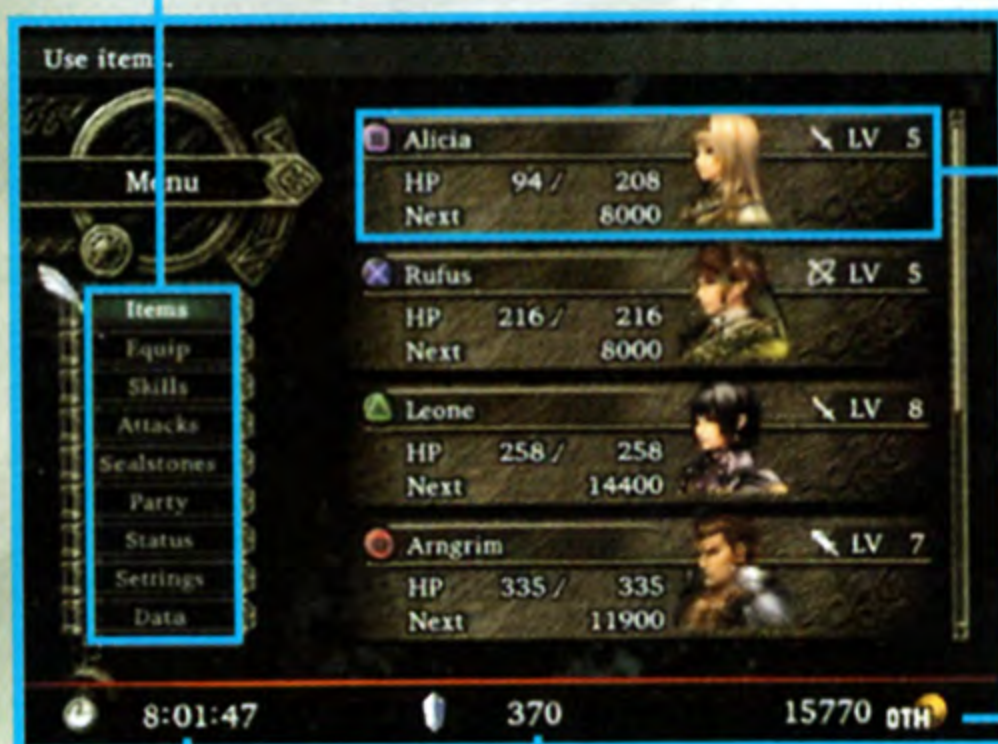 Use items.
Menu
Items
Equip
Skills
Attacks
Sealstones
Party
Status
Settings
Data
Alicia LV 5
HP 94 / 208
Next 8000
Rufus LV 5
HP 216 / 216
Next 8000
Leone LV 8
HP 258 / 258
Next 14400
Arngrim LV 7
HP 335 / 335
Next 11900
8:01:47 370 15770 OTH